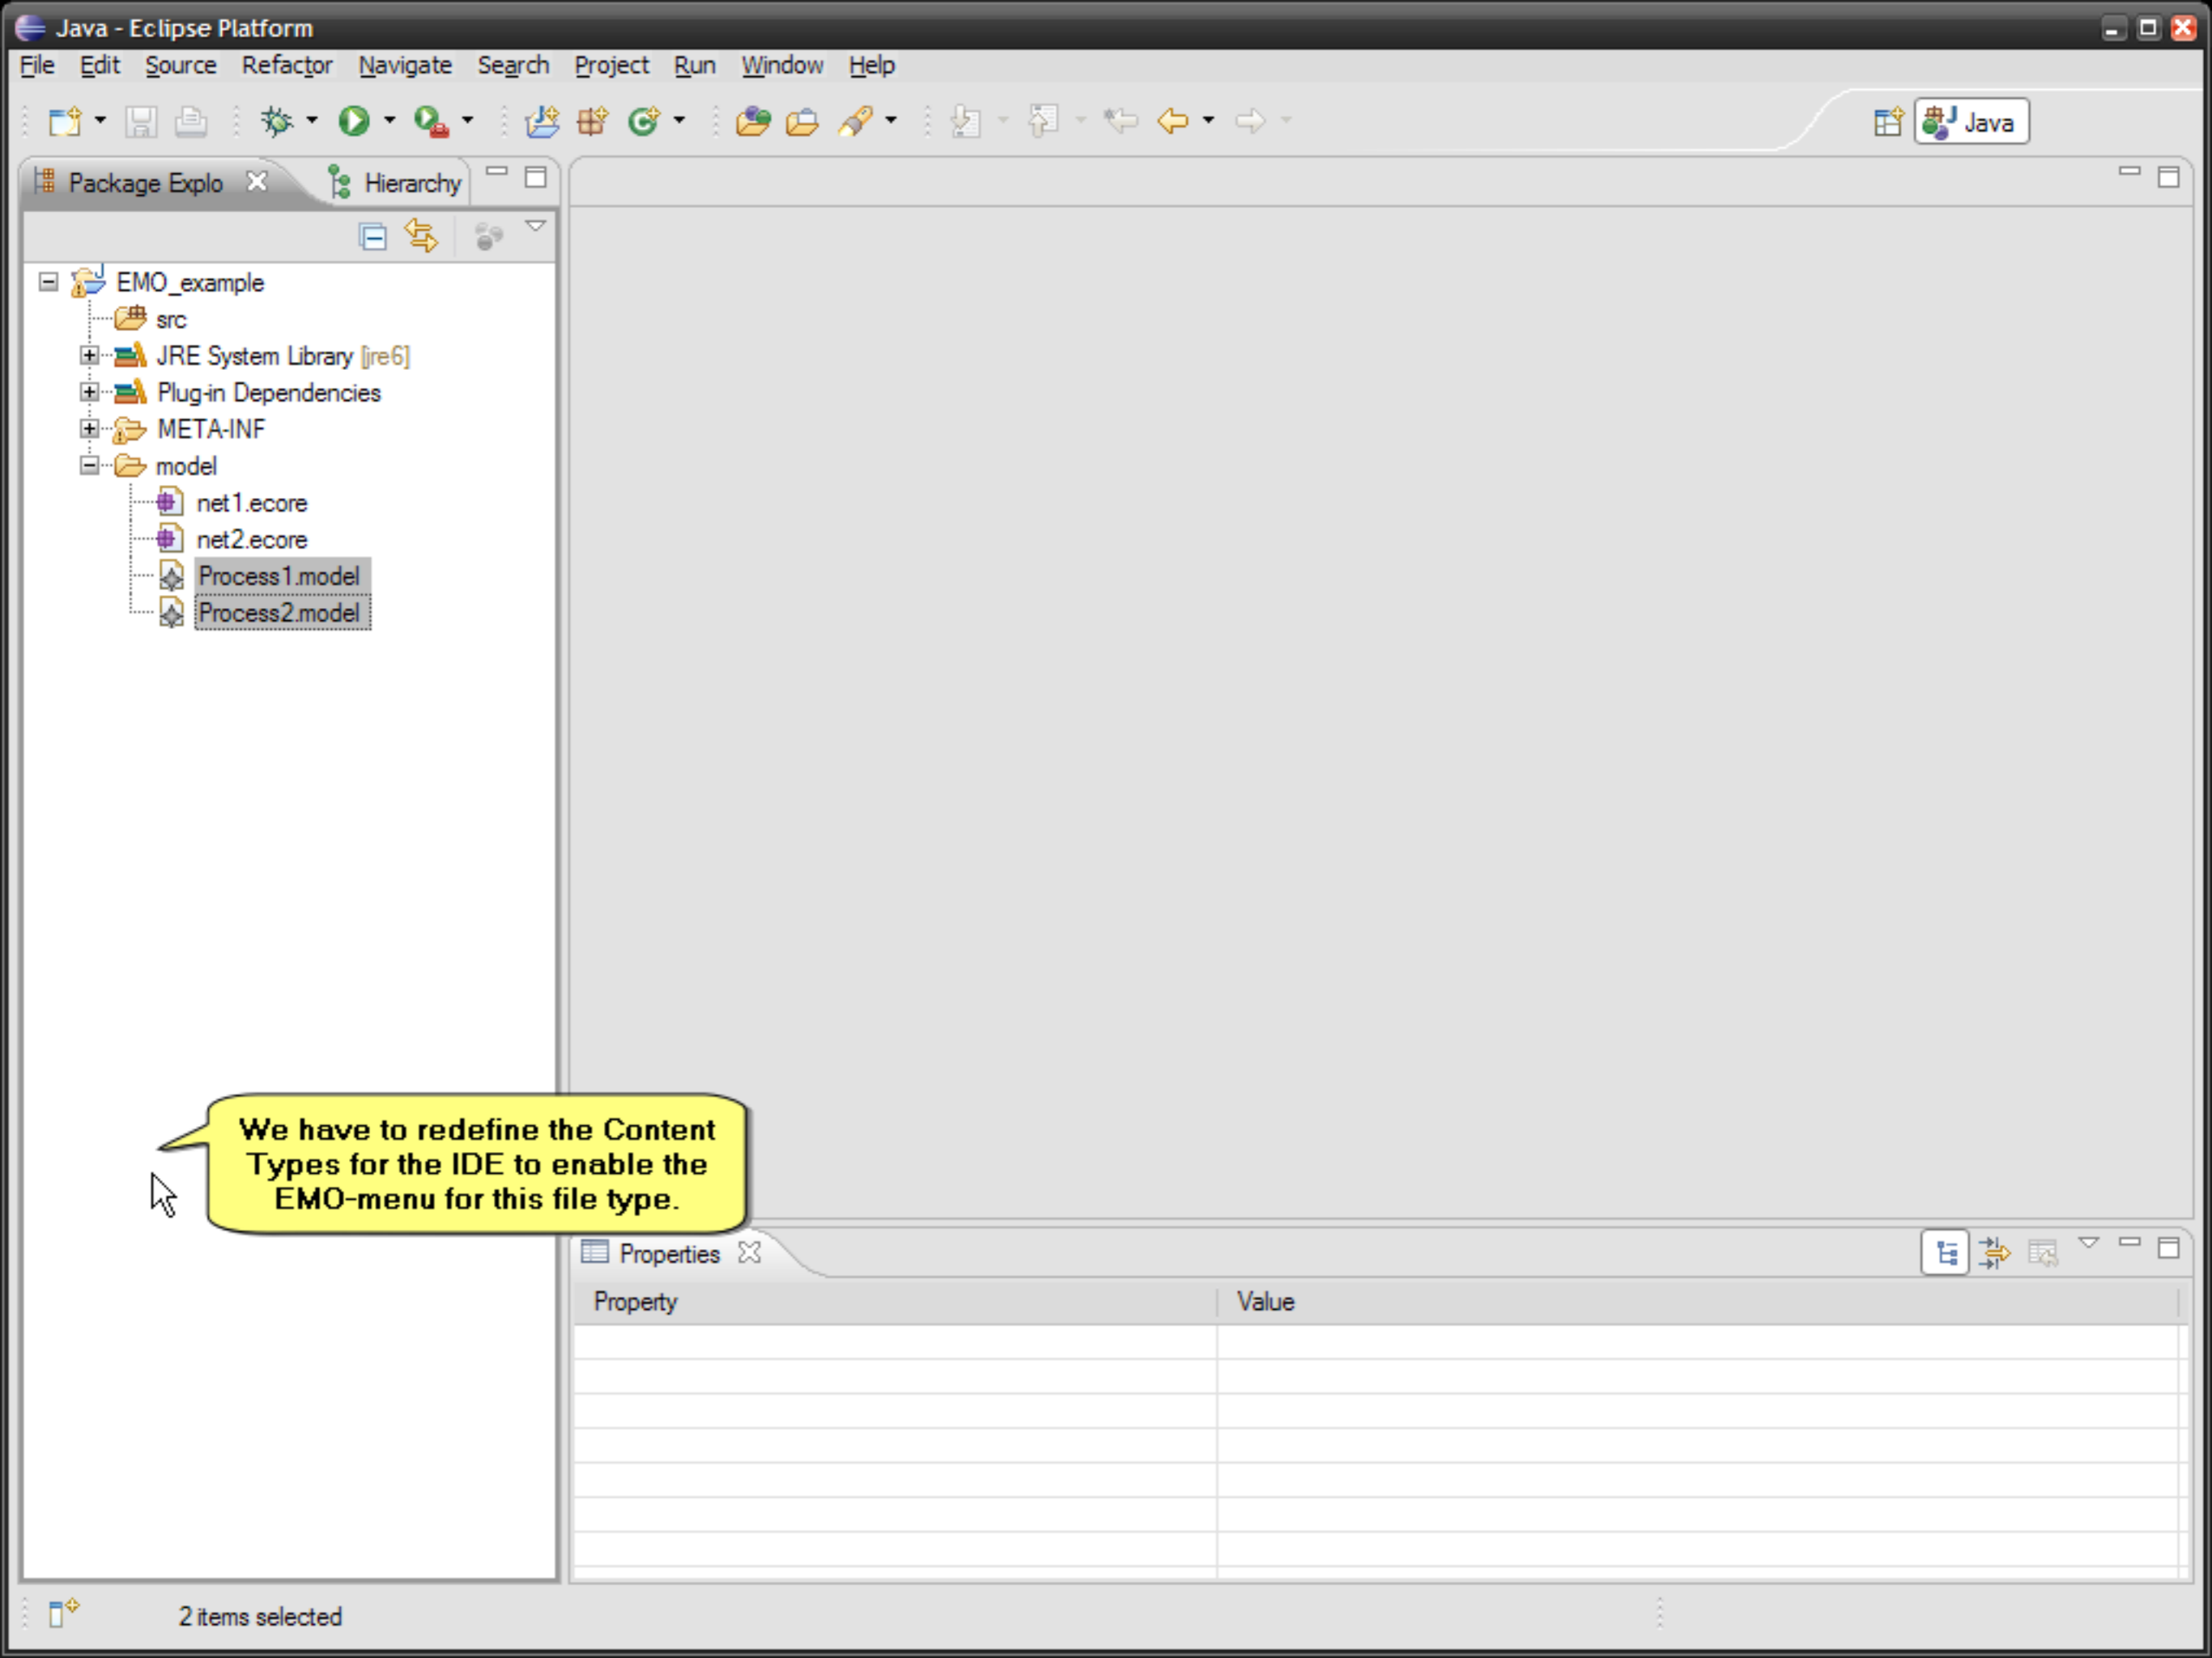 Java - Eclipse Platform
File Edit Source Refactor Navigate Search Project Run Window Help
Java
Package Explo Hierarchy
EMO_example
src
JRE System Library [jre6]
Plug-in Dependencies
META-INF
model
net1.ecore
net2.ecore
Process1.model
Process2.model
We have to redefine the Content
Types for the IDE to enable the
EMO-menu for this file type.
Properties
Property Value
2 items selected